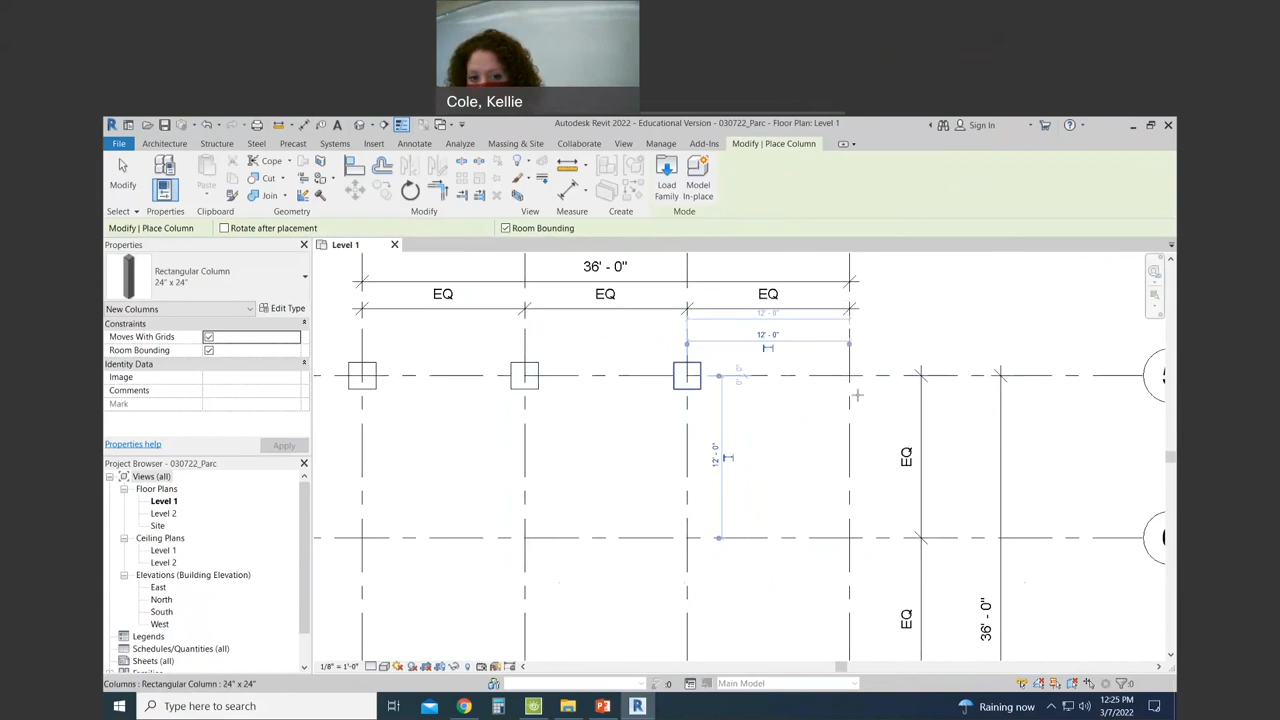 Cole, Kellie
Autodesk Revit 2022 - Educational Version - Floor Plan: Level 1
Sign In
File Architecture Structure Steel Precast Systems Insert Annotate Analyze Massing & Site Collaborate View Manage Add-Ins Modify | Place Column
Modify
Paste
Cope
Cut
Join
Load Family
Model In-place
Select Properties Clipboard Geometry Modify View Measure Create Mode
Modify | Place Column
Rotate after placement
Room Bounding
Properties
Level 1
Rectangular Column
24" x 24"
New Columns
Edit Type
Constraints
Moves With Grids
Room Bounding
Identity Data
Image
Comments
Mark
Properties help
Apply
Project Browser - 030722_Parc
Views (all)
Floor Plans
Level 1
Level 2
Site
Ceiling Plans
Level 1
Level 2
Elevations (Building Elevation)
East
North
South
West
Legends
Schedules/Quantities (all)
Sheets (all)
36' - 0"
EQ EQ EQ
12' - 0"
12' - 0"
12' - 0"
EQ
EQ
36' - 0"
1/8" = 1'-0"
Columns : Rectangular Column : 24" x 24"
:0
Main Model
:0
Type here to search
Raining now
12:25 PM
3/7/2022